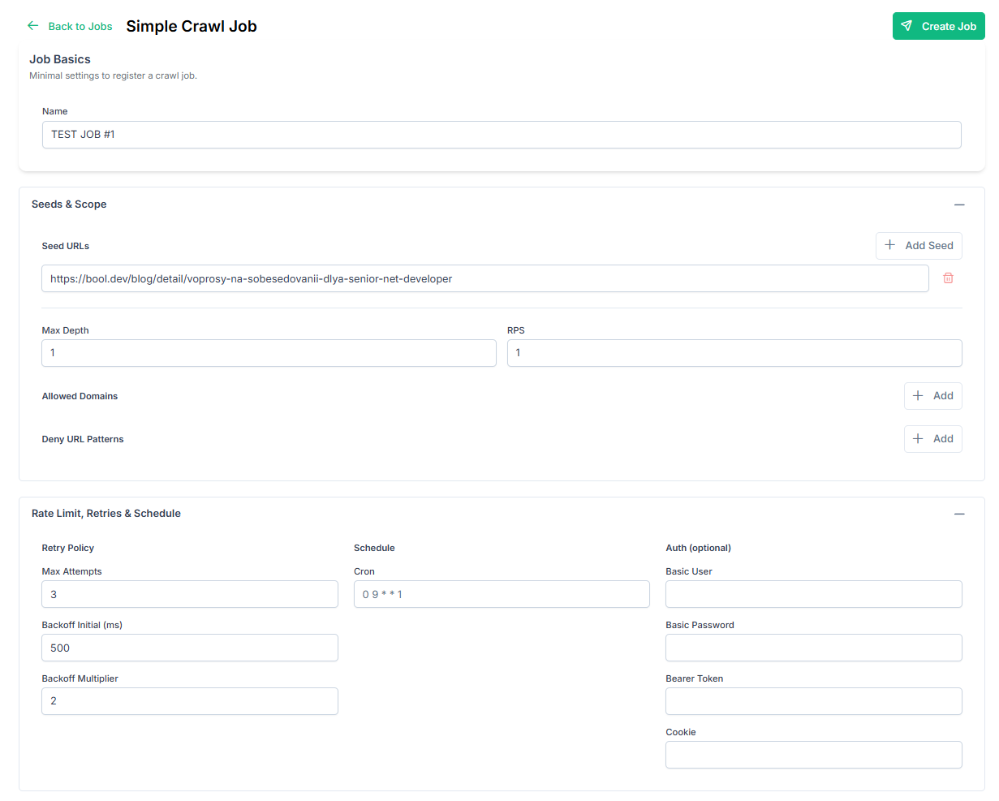 Back to Jobs
Simple Crawl Job
Create Job
Job Basics
Minimal settings to register a crawl job.
Name
TEST JOB #1
Seeds & Scope
Seed URLs
Add Seed
https://bool.dev/blog/detail/voprosy-na-sobesedovanii-dlya-senior-net-developer
Max Depth
RPS
1
1
Allowed Domains
Add
Deny URL Patterns
Add
Rate Limit, Retries & Schedule
Retry Policy
Max Attempts
3
Backoff Initial (ms)
500
Backoff Multiplier
2
Schedule
Cron
0 9 * * 1
Auth (optional)
Basic User
Basic Password
Bearer Token
Cookie